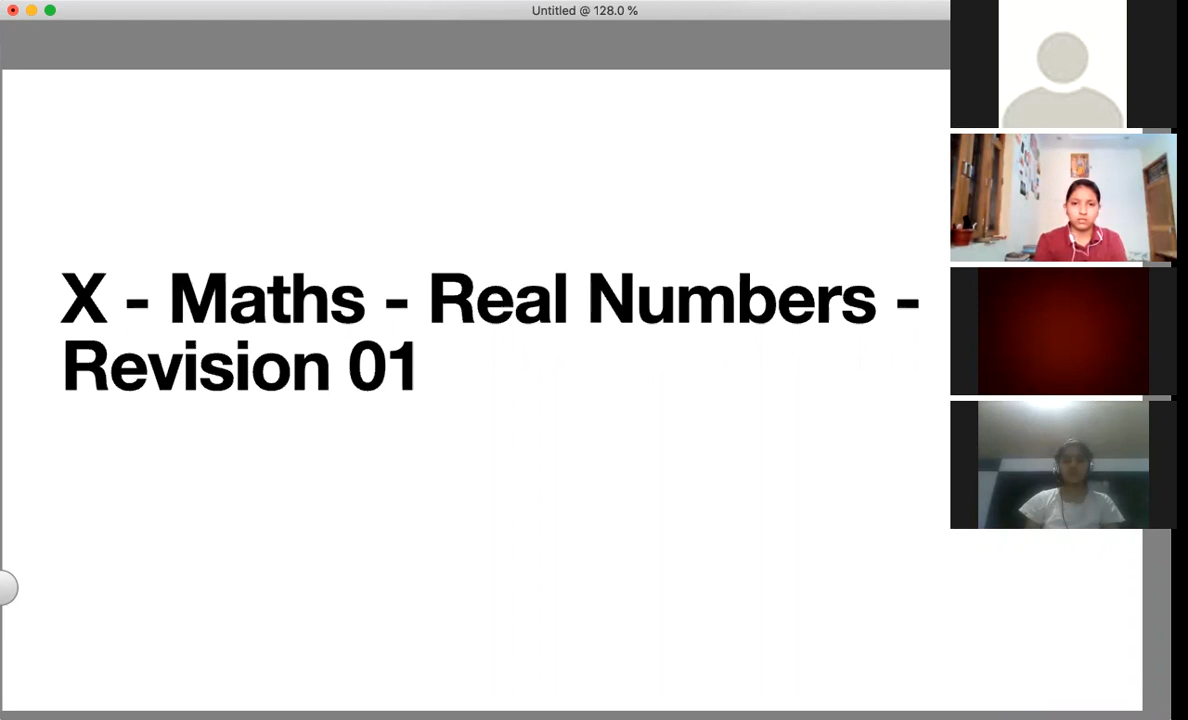 Untitled @ 128.0 %
X - Maths - Real Numbers -
Revision 01